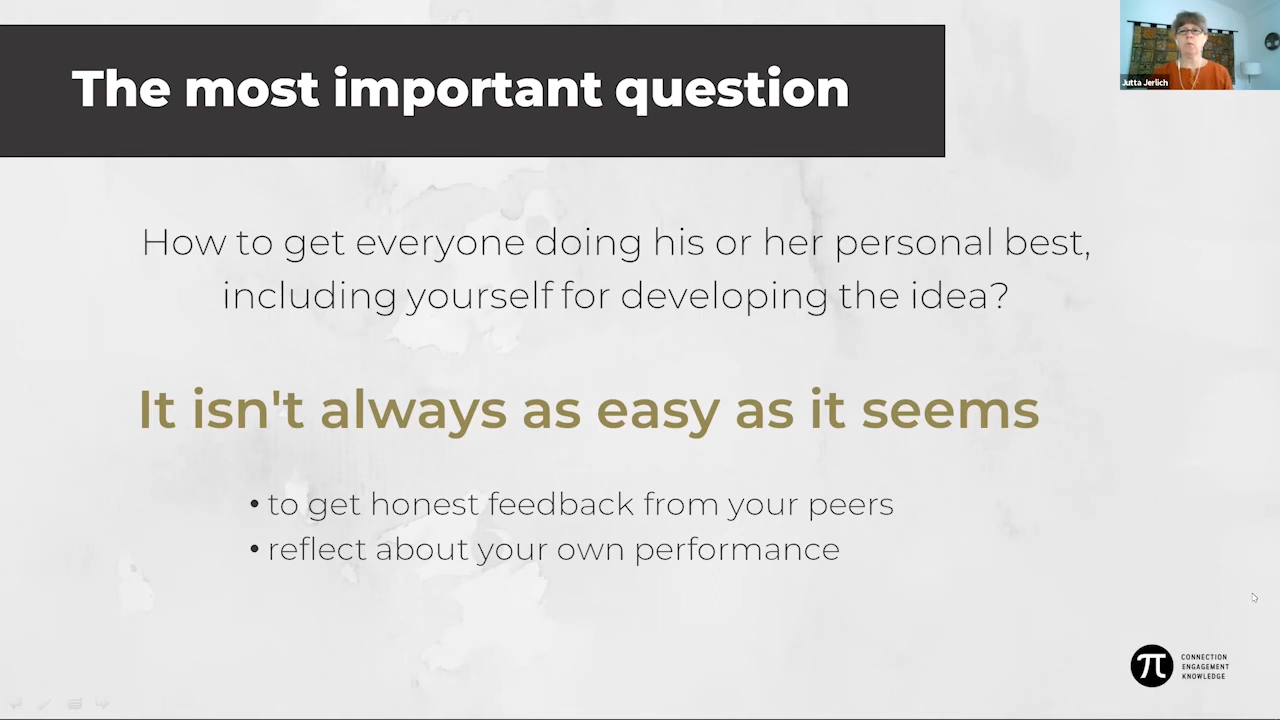 The most important question
Jutta Jerlich
How to get everyone doing his or her personal best,
including yourself for developing the idea?
It isn't always as easy as it seems
• to get honest feedback from your peers
• reflect about your own performance
π
CONNECTION
ENGAGEMENT
KNOWLEDGE